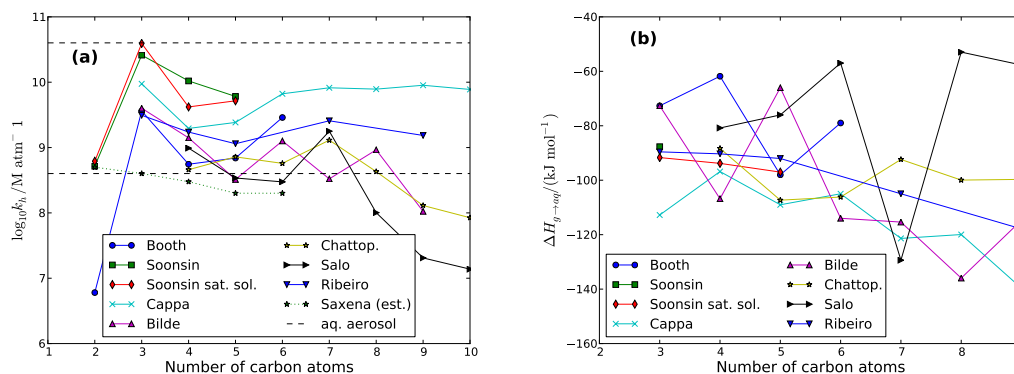 11
10
9
8
7
6
1 2 3 4 5 6 7 8 9 10
log₁₀kₕ/M atm⁻ 1
Number of carbon atoms
(a)
Booth
Soonsin
Soonsin sat. sol.
Cappa
Bilde
Chattop.
Salo
Ribeiro
Saxena (est.)
aq. aerosol
−40
−60
−80
−100
−120
−140
−160
2 3 4 5 6 7 8
ΔH_{g→aq}/(kJ mol⁻¹)
Number of carbon atoms
(b)
Booth
Soonsin
Soonsin sat. sol.
Cappa
Bilde
Chattop.
Salo
Ribeiro